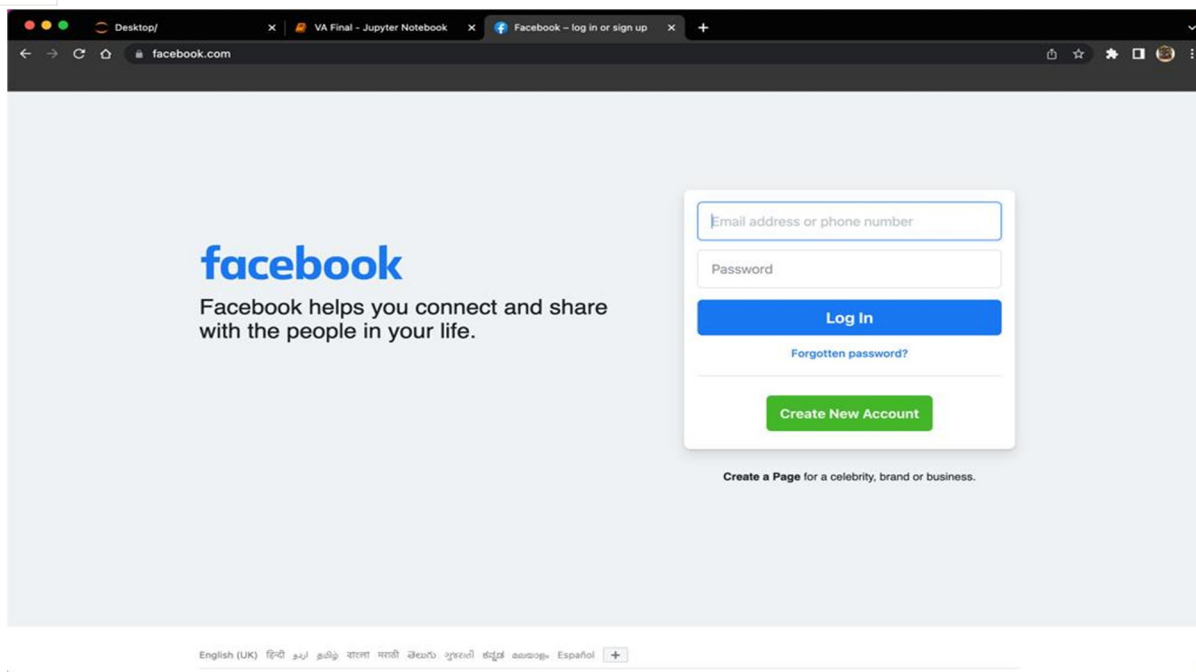 Desktop/
VA Final - Jupyter Notebook
Facebook – log in or sign up
facebook.com
facebook
Facebook helps you connect and share
with the people in your life.
Email address or phone number
Password
Log In
Forgotten password?
Create New Account
Create a Page for a celebrity, brand or business.
English (UK) हिन्दी اردو தமிழ் বাংলা मराठी తెలుగు ગુજરાતી ಕನ್ನಡ മലയാളം Español